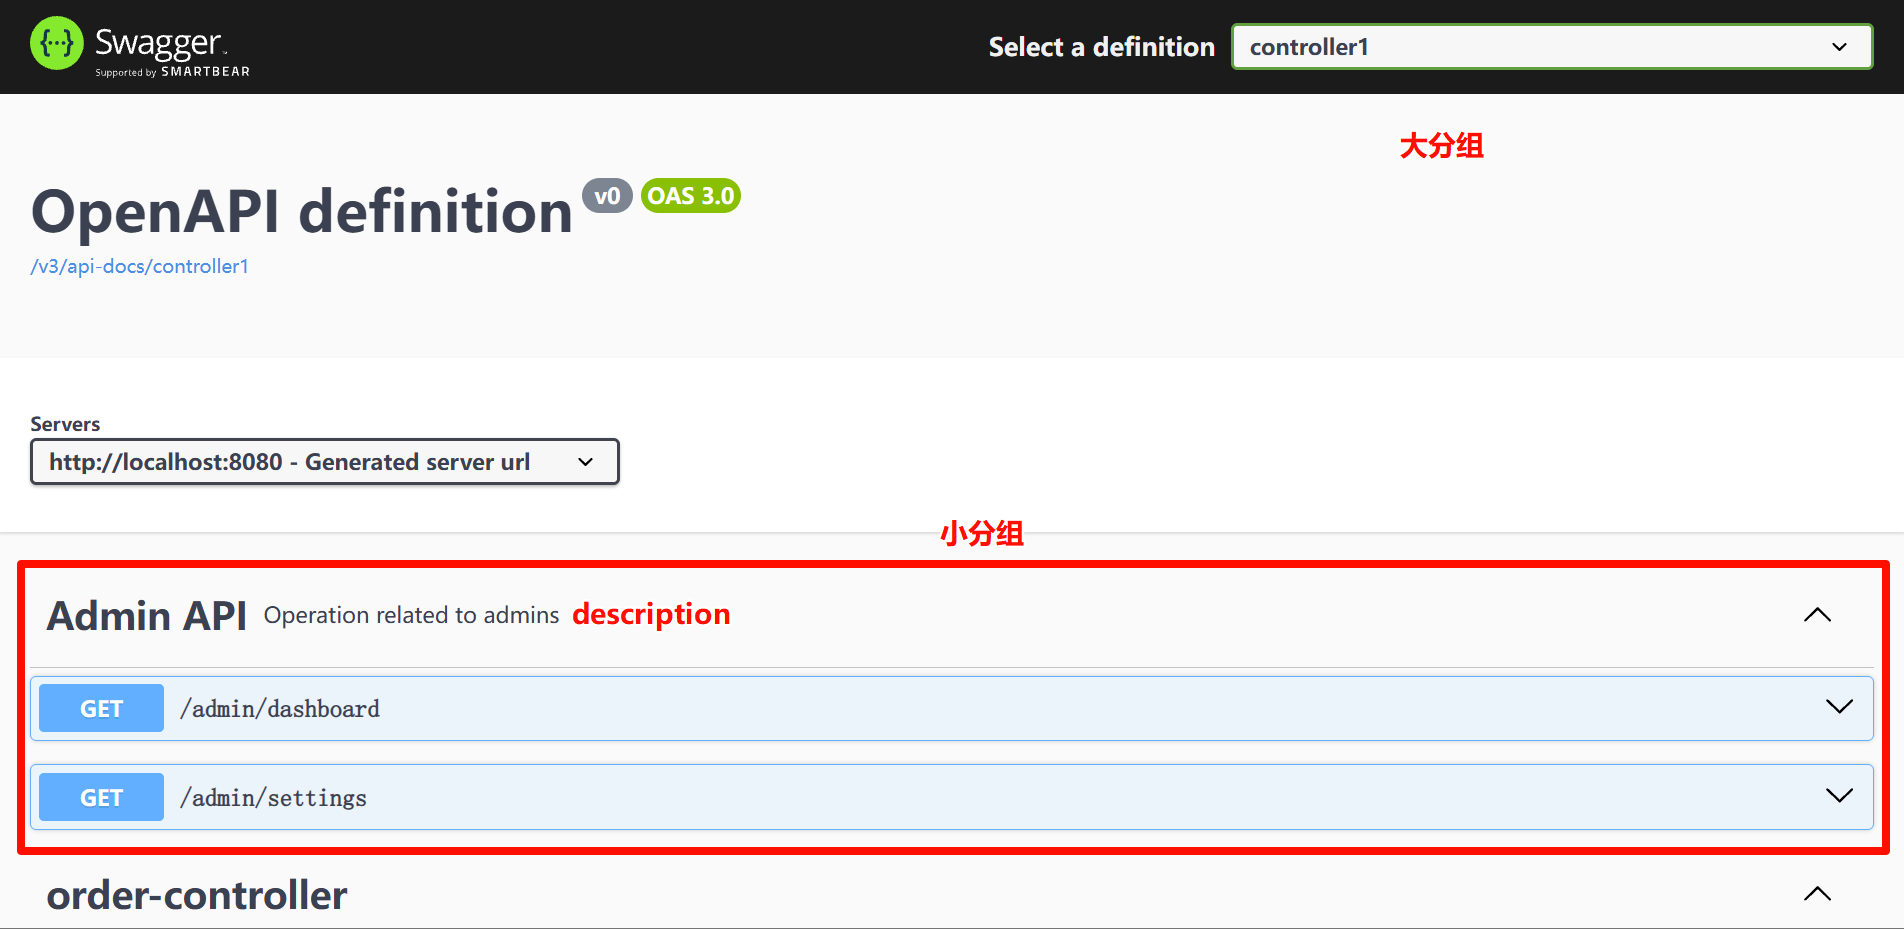 Swagger
Supported by SMARTBEAR
Select a definition
controller1
大分组
OpenAPI definition v0 OAS 3.0
/v3/api-docs/controller1
Servers
http://localhost:8080 - Generated server url
小分组
Admin API Operation related to admins description
GET /admin/dashboard
GET /admin/settings
order-controller